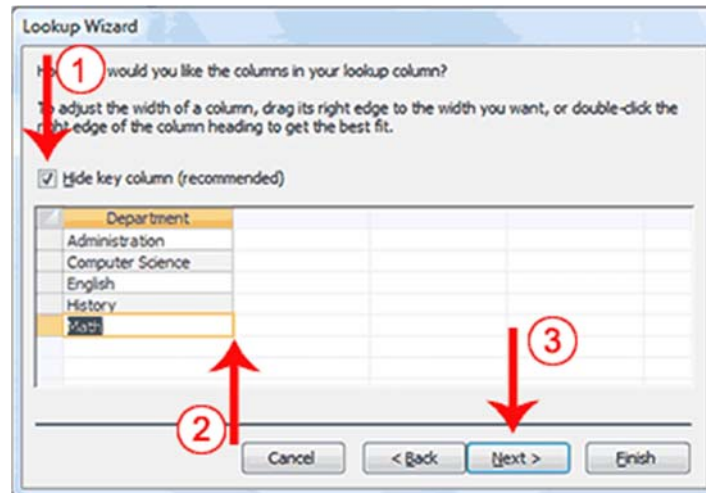 Lookup Wizard
would you like the columns in your lookup column?
adjust the width of a column, drag its right edge to the width you want, or double-click the
right edge of the column heading to get the best fit.
1
Hide key column (recommended)
Department
Administration
Computer Science
English
History
Math
3
2
Cancel
< Back
Next >
Finish